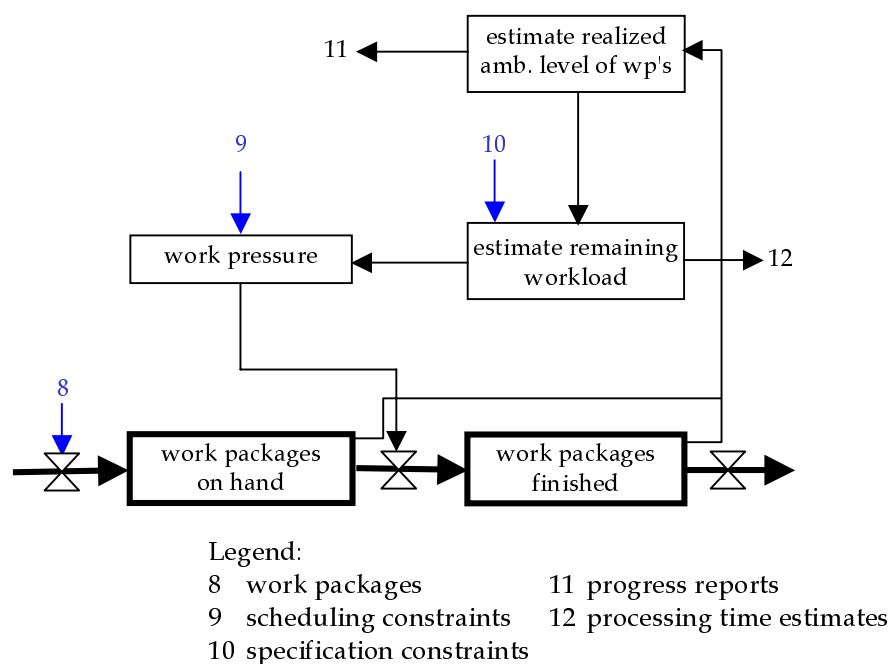 estimate realized
amb. level of wp's
11
9
10
work pressure
estimate remaining
workload
12
8
work packages
on hand
work packages
finished
Legend:
8 work packages
9 scheduling constraints
10 specification constraints
11 progress reports
12 processing time estimates